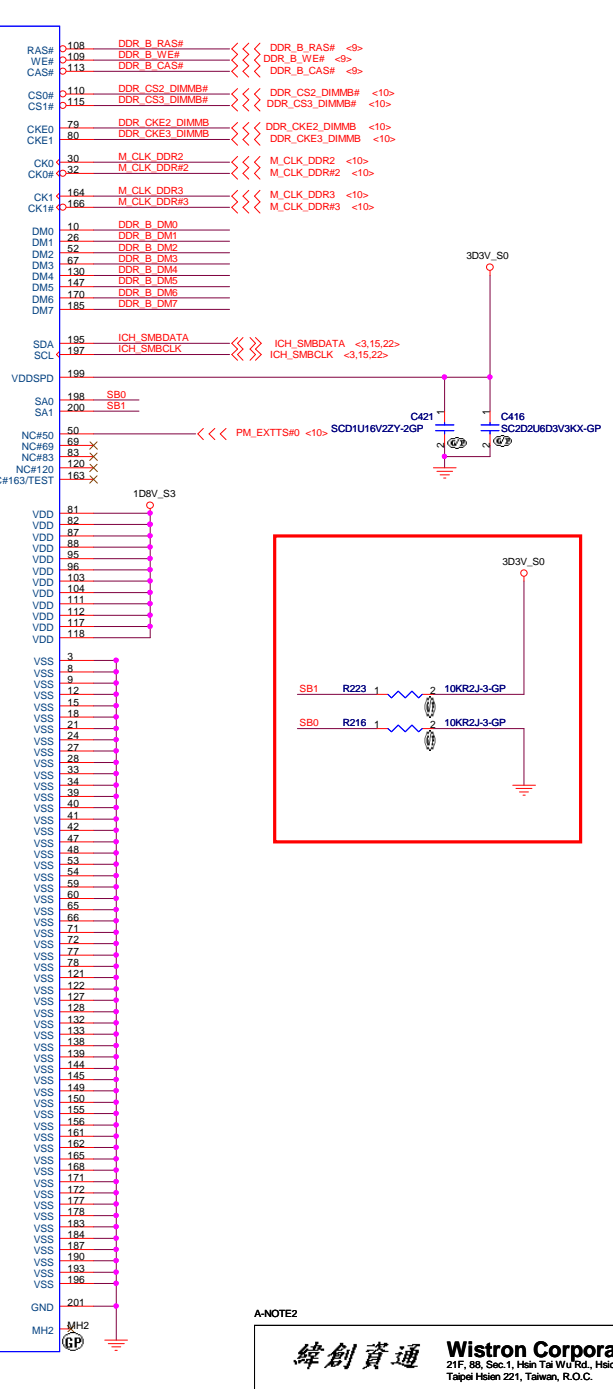 RAS# 108 DDR_B_RAS# DDR_B_RAS# <9>
WE# 109 DDR_B_WE# DDR_B_WE# <9>
CAS# 113 DDR_B_CAS# DDR_B_CAS# <9>
CS0# 110 DDR_CS2_DIMMB# DDR_CS2_DIMMB# <10>
CS1# 115 DDR_CS3_DIMMB# DDR_CS3_DIMMB# <10>
CKE0 79 DDR_CKE2_DIMMB DDR_CKE2_DIMMB <10>
CKE1 80 DDR_CKE3_DIMMB DDR_CKE3_DIMMB <10>
CK0 30 M_CLK_DDR2 M_CLK_DDR2 <10>
CK0# 32 M_CLK_DDR#2 M_CLK_DDR#2 <10>
CK1 164 M_CLK_DDR3 M_CLK_DDR3 <10>
CK1# 166 M_CLK_DDR#3 M_CLK_DDR#3 <10>
DM0 10 DDR_B_DM0
DM1 26 DDR_B_DM1
DM2 52 DDR_B_DM2
DM3 67 DDR_B_DM3
DM4 130 DDR_B_DM4
DM5 147 DDR_B_DM5
DM6 170 DDR_B_DM6
DM7 185 DDR_B_DM7
3D3V_S0
SDA 195 ICH_SMBDATA ICH_SMBDATA <3,15,22>
SCL 197 ICH_SMBCLK ICH_SMBCLK <3,15,22>
VDDSPD 199
SA0 198 SB0
SA1 200 SB1
1 C421 1 C416
SCD1U16V2ZY-2GP SC2D2U6D3V3KX-GP
2 2
NC#50 50 PM_EXTTS#0 <10>
NC#69 69
NC#83 83
NC#120 120
C#163/TEST 163
1D8V_S3
VDD 81
VDD 82
VDD 87
VDD 88
VDD 95
VDD 96
VDD 103
VDD 104
VDD 111
VDD 112
VDD 117
VDD 118
3D3V_S0
SB1 R223 1 2 10KR2J-3-GP
SB0 R216 1 2 10KR2J-3-GP
VSS 3
VSS 8
VSS 9
VSS 12
VSS 15
VSS 18
VSS 21
VSS 24
VSS 27
VSS 28
VSS 33
VSS 34
VSS 39
VSS 40
VSS 41
VSS 42
VSS 47
VSS 48
VSS 53
VSS 54
VSS 59
VSS 60
VSS 65
VSS 66
VSS 71
VSS 72
VSS 77
VSS 78
VSS 121
VSS 122
VSS 127
VSS 128
VSS 132
VSS 133
VSS 138
VSS 139
VSS 144
VSS 145
VSS 149
VSS 150
VSS 155
VSS 156
VSS 161
VSS 162
VSS 165
VSS 168
VSS 171
VSS 172
VSS 177
VSS 178
VSS 183
VSS 184
VSS 187
VSS 190
VSS 193
VSS 196
GND 201
MH2 MH2
GP
A-NOTE2
緯創資通 Wistron Corpora
21F, 88, Sec.1, Hsin Tai Wu Rd., Hsic
Taipei Hsien 221, Taiwan, R.O.C.